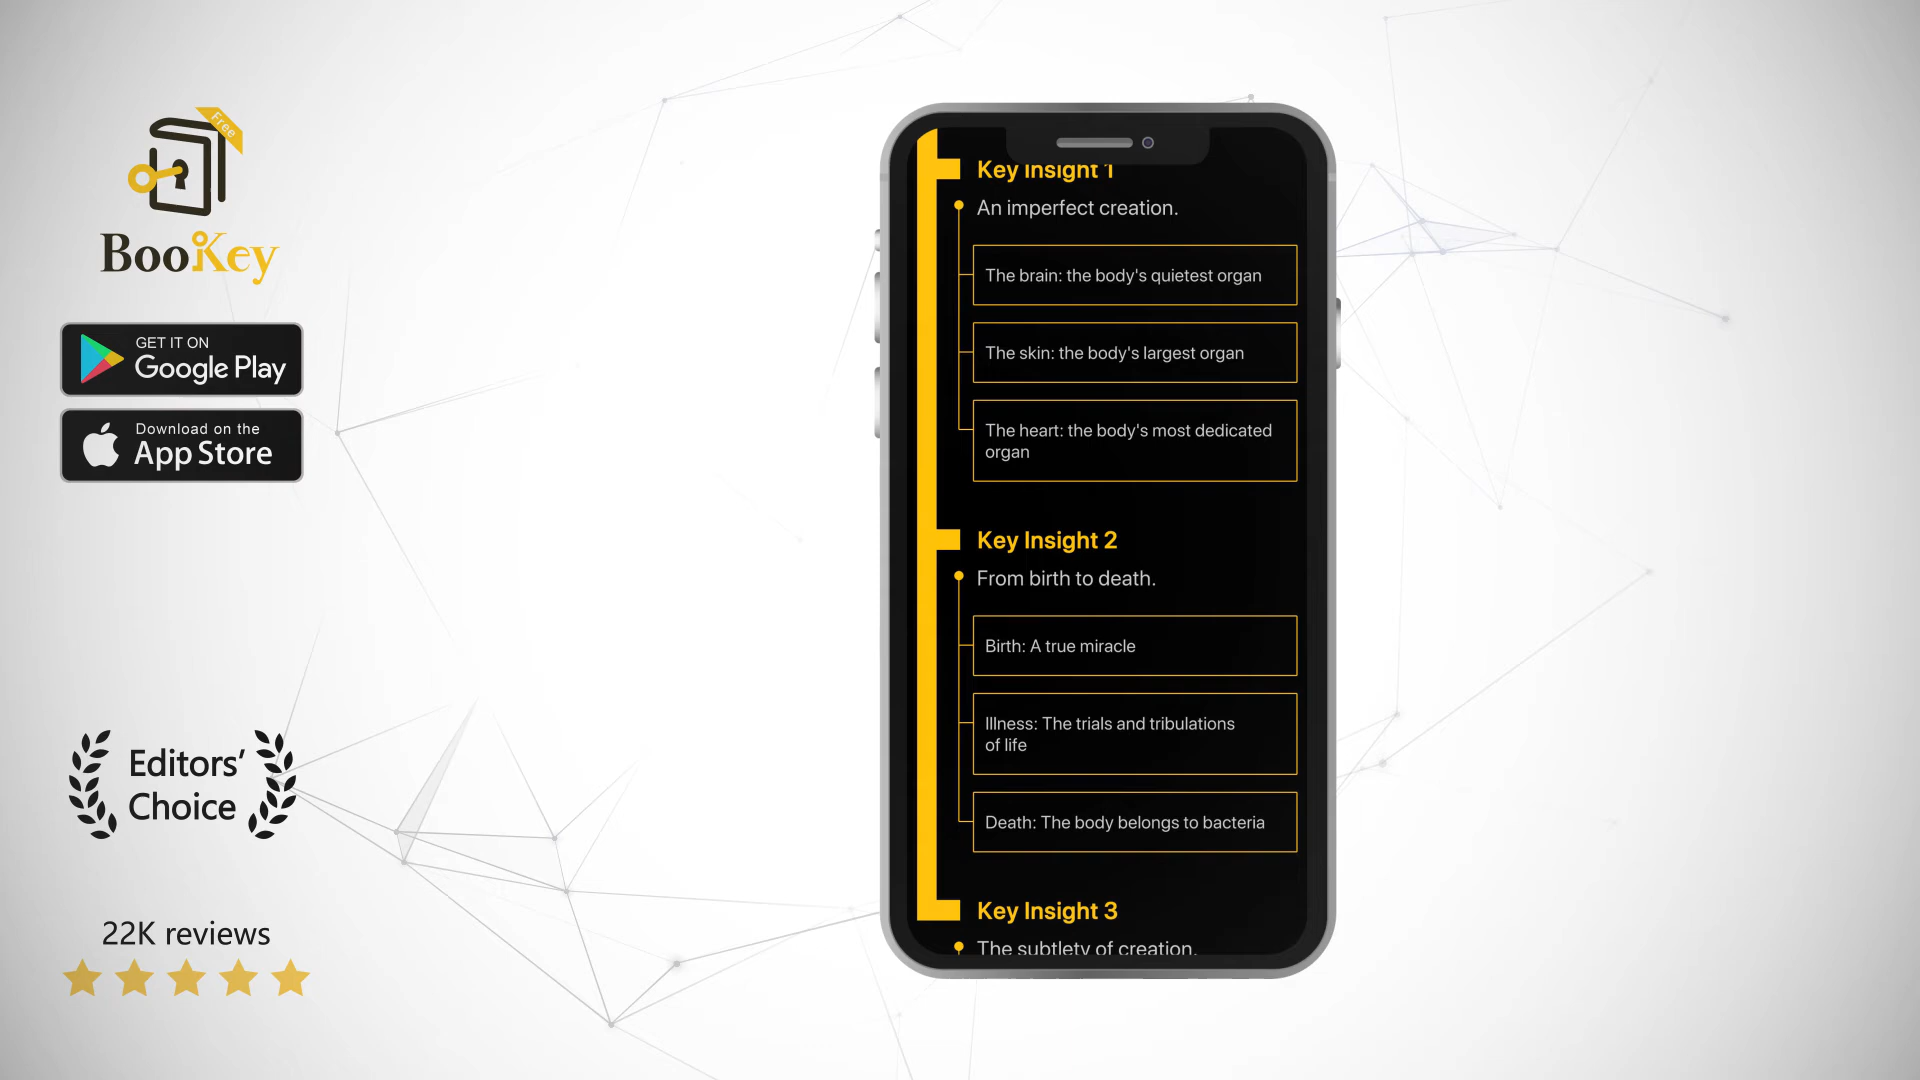 Free
BooKey
GET IT ON
Google Play
Download on the
App Store
Editors'
Choice
22K reviews
Key Insight 1
An imperfect creation.
The brain: the body's quietest organ
The skin: the body's largest organ
The heart: the body's most dedicated
organ
Key Insight 2
From birth to death.
Birth: A true miracle
Illness: The trials and tribulations
of life
Death: The body belongs to bacteria
Key Insight 3
The subtlety of creation.